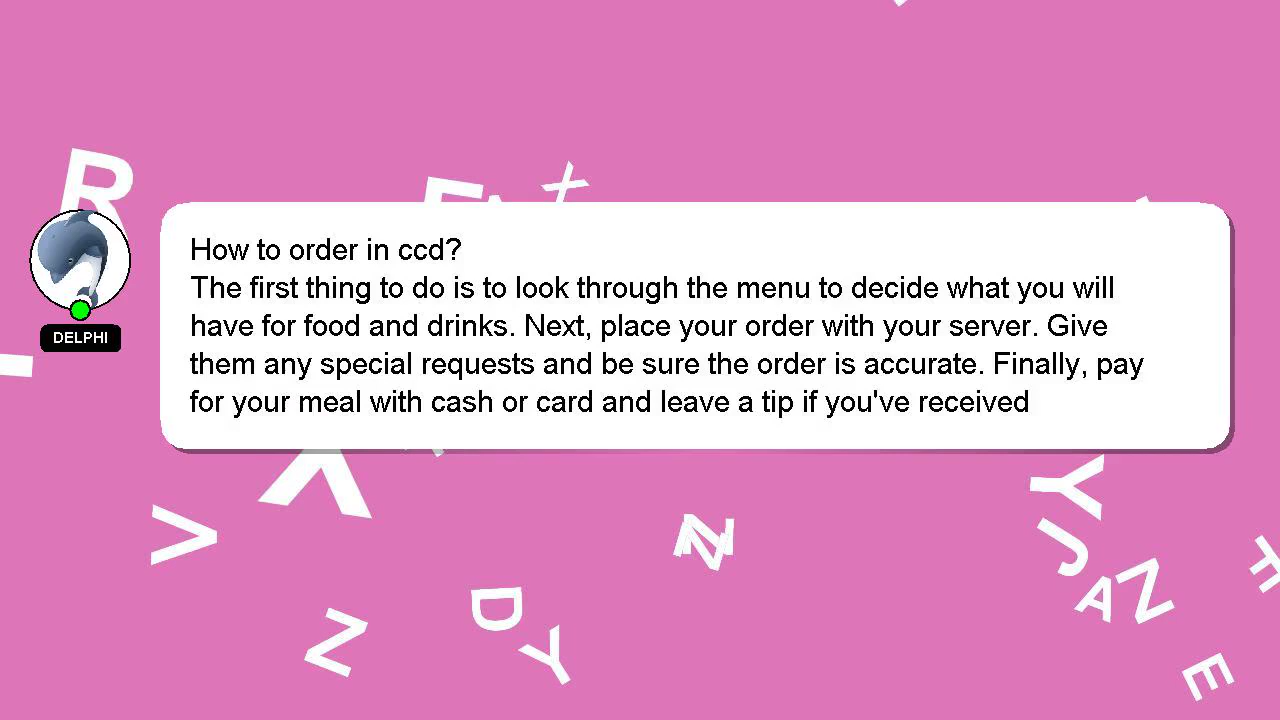 How to order in ccd?
The first thing to do is to look through the menu to decide what you will
have for food and drinks. Next, place your order with your server. Give
them any special requests and be sure the order is accurate. Finally, pay
for your meal with cash or card and leave a tip if you've received
DELPHI
R
X
X
V
N
D
Y
N
Y
J
A
N
F
E